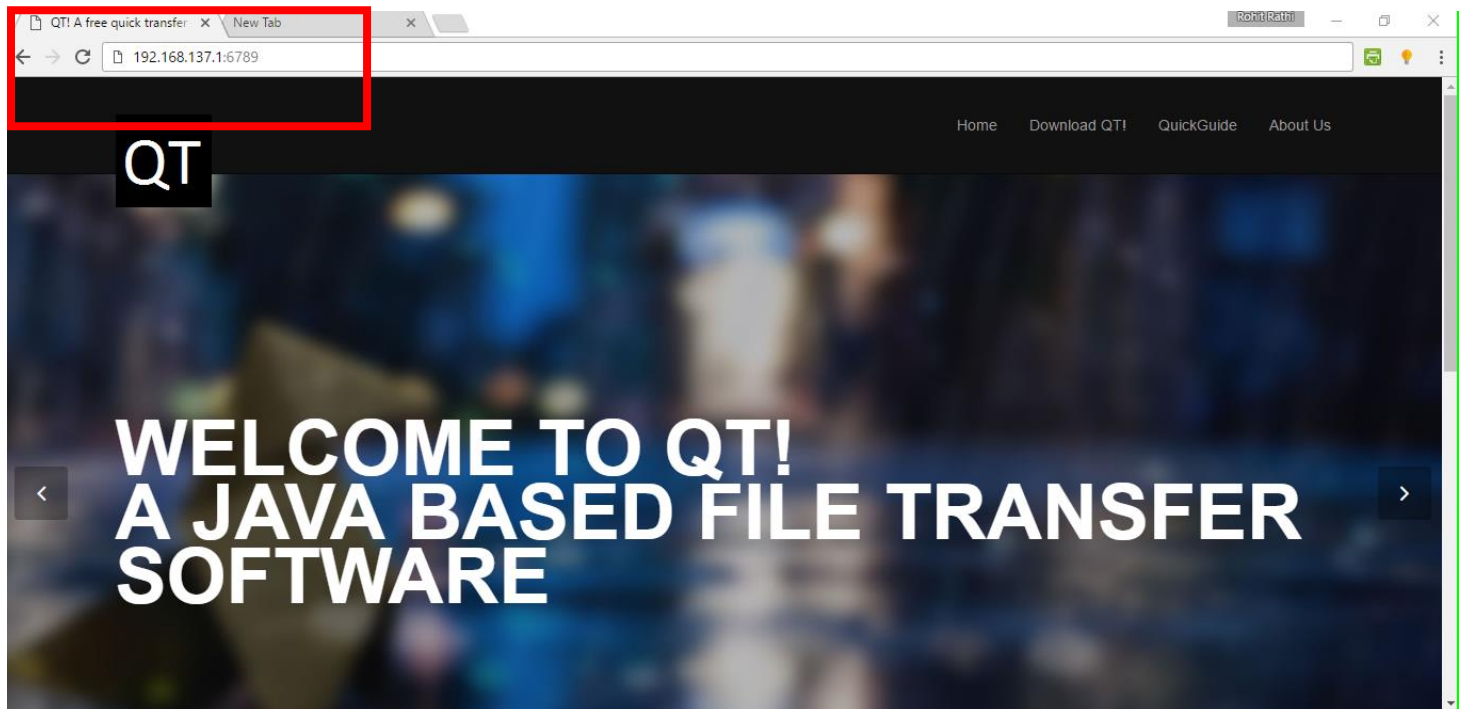 QT! A free quick transfer
New Tab
Rohit Rathi
192.168.137.1:6789
QT
Home Download QT! QuickGuide About Us
WELCOME TO QT!
A JAVA BASED FILE TRANSFER
SOFTWARE